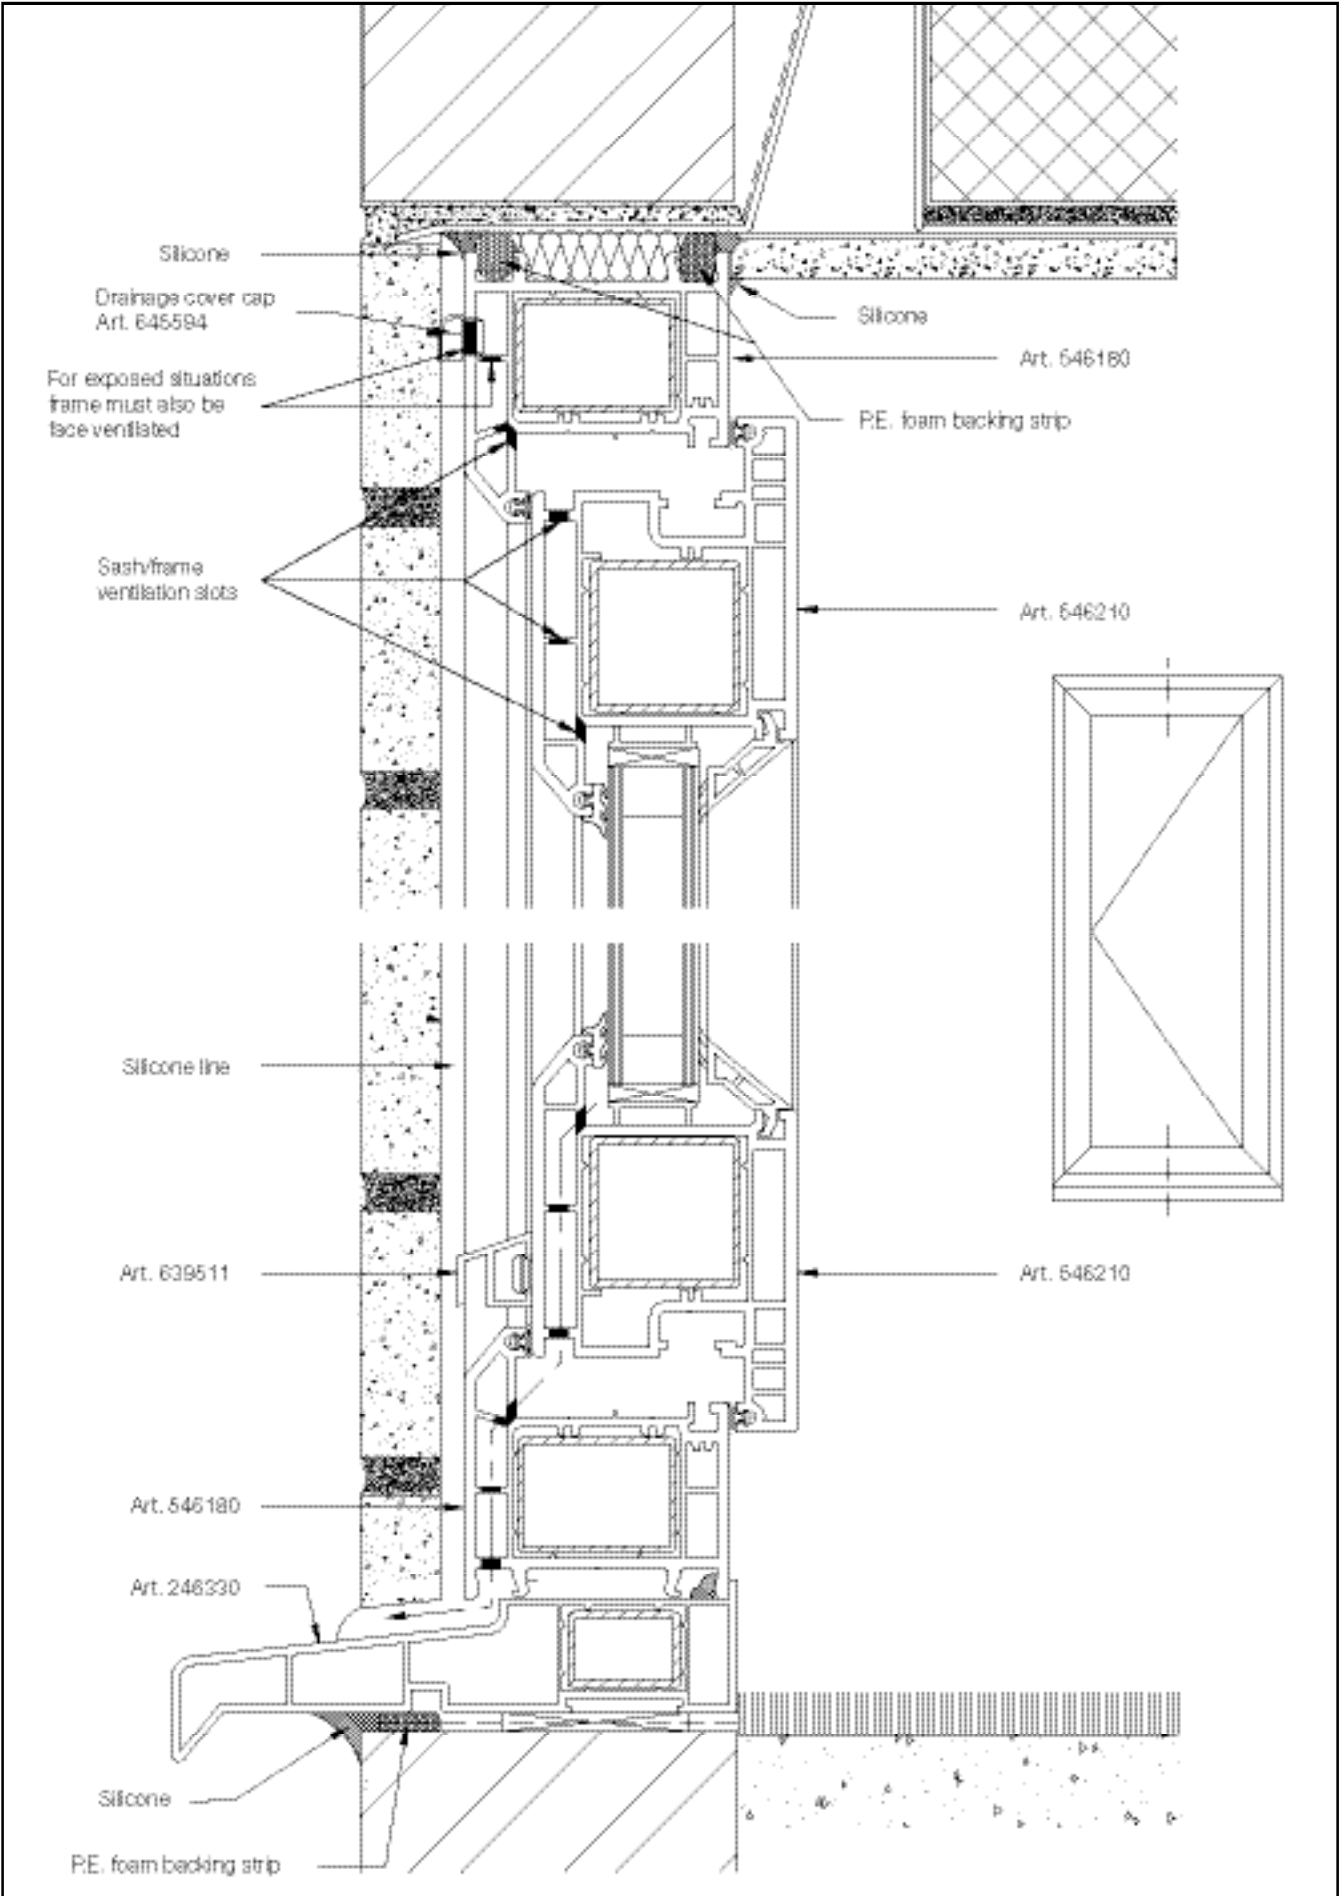 Silicone
Drainage cover cap
Art. 645594
Silicone
Art. 546180
For exposed situations
frame must also be
face ventilated
P.E. foam backing strip
Sash/frame
ventilation slots
Art. 546210
Silicone line
Art. 639511
Art. 546210
Art. 546180
Art. 246330
Silicone
P.E. foam backing strip